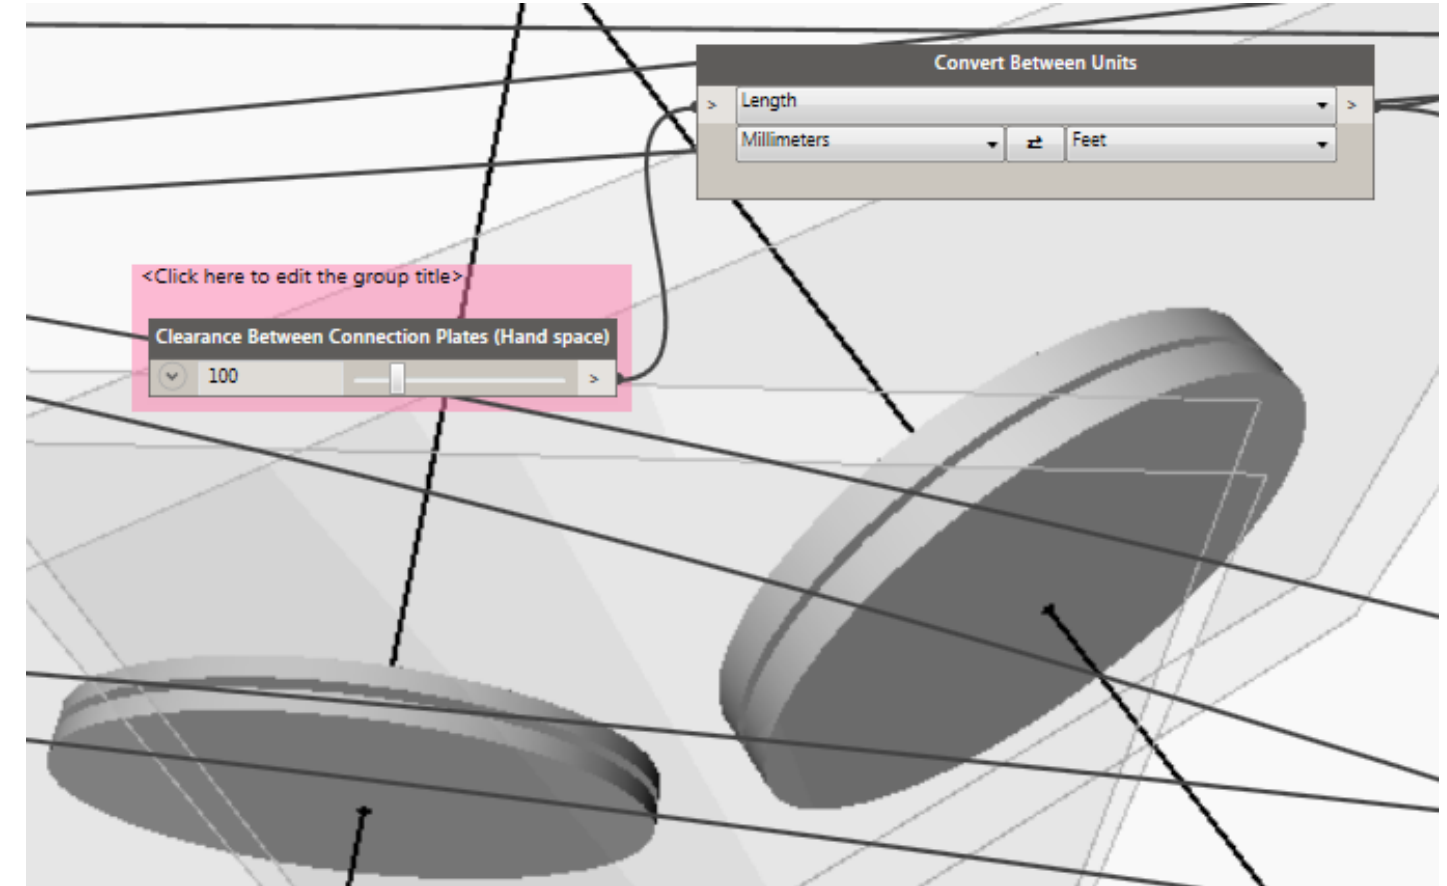 Convert Between Units
> Length >
Millimeters ⇄ Feet
<Click here to edit the group title>
Clearance Between Connection Plates (Hand space)
100 >